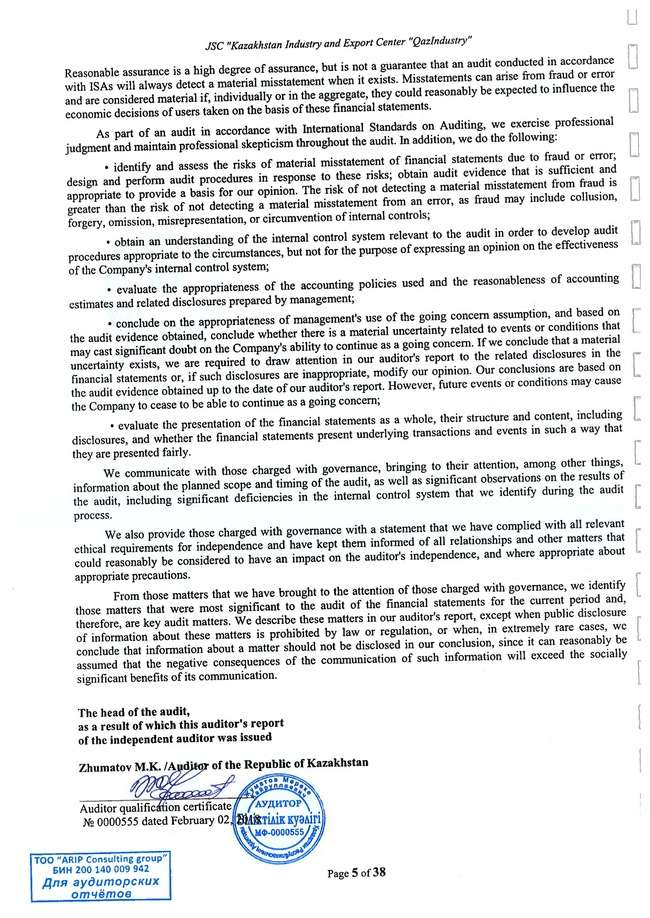 JSC "Kazakhstan Industry and Export Center "QazIndustry"
Reasonable assurance is a high degree of assurance, but is not a guarantee that an audit conducted in accordance
with ISAs will always detect a material misstatement when it exists. Misstatements can arise from fraud or error
and are considered material if, individually or in the aggregate, they could reasonably be expected to influence the
economic decisions of users taken on the basis of these financial statements.
As part of an audit in accordance with International Standards on Auditing, we exercise professional
judgment and maintain professional skepticism throughout the audit. In addition, we do the following:
• identify and assess the risks of material misstatement of financial statements due to fraud or error;
design and perform audit procedures in response to these risks; obtain audit evidence that is sufficient and
appropriate to provide a basis for our opinion. The risk of not detecting a material misstatement from fraud is
greater than the risk of not detecting a material misstatement from an error, as fraud may include collusion,
forgery, omission, misrepresentation, or circumvention of internal controls;
• obtain an understanding of the internal control system relevant to the audit in order to develop audit
procedures appropriate to the circumstances, but not for the purpose of expressing an opinion on the effectiveness
of the Company's internal control system;
• evaluate the appropriateness of the accounting policies used and the reasonableness of accounting
estimates and related disclosures prepared by management;
• conclude on the appropriateness of management's use of the going concern assumption, and based on
the audit evidence obtained, conclude whether there is a material uncertainty related to events or conditions that
may cast significant doubt on the Company's ability to continue as a going concern. If we conclude that a material
uncertainty exists, we are required to draw attention in our auditor's report to the related disclosures in the
financial statements or, if such disclosures are inappropriate, modify our opinion. Our conclusions are based on
the audit evidence obtained up to the date of our auditor's report. However, future events or conditions may cause
the Company to cease to be able to continue as a going concern;
• evaluate the presentation of the financial statements as a whole, their structure and content, including
disclosures, and whether the financial statements present underlying transactions and events in such a way that
they are presented fairly.
We communicate with those charged with governance, bringing to their attention, among other things,
information about the planned scope and timing of the audit, as well as significant observations on the results of
the audit, including significant deficiencies in the internal control system that we identify during the audit
process.
We also provide those charged with governance with a statement that we have complied with all relevant
ethical requirements for independence and have kept them informed of all relationships and other matters that
could reasonably be considered to have an impact on the auditor's independence, and where appropriate about
appropriate precautions.
From those matters that we have brought to the attention of those charged with governance, we identify
those matters that were most significant to the audit of the financial statements for the current period and,
therefore, are key audit matters. We describe these matters in our auditor's report, except when public disclosure
of information about these matters is prohibited by law or regulation, or when, in extremely rare cases, we
conclude that information about a matter should not be disclosed in our conclusion, since it can reasonably be
assumed that the negative consequences of the communication of such information will exceed the socially
significant benefits of its communication.
The head of the audit,
as a result of which this auditor's report
of the independent auditor was issued
Zhumatov M.K. /Auditor of the Republic of Kazakhstan
Auditor qualification certificate
№ 0000555 dated February 02,
АУДИТОР
КУӘЛІГІ
МФ-0000555
ТОО "ARIP Consulting group"
БИН 200 140 009 942
Для аудиторских
отчётов
Page 5 of 38